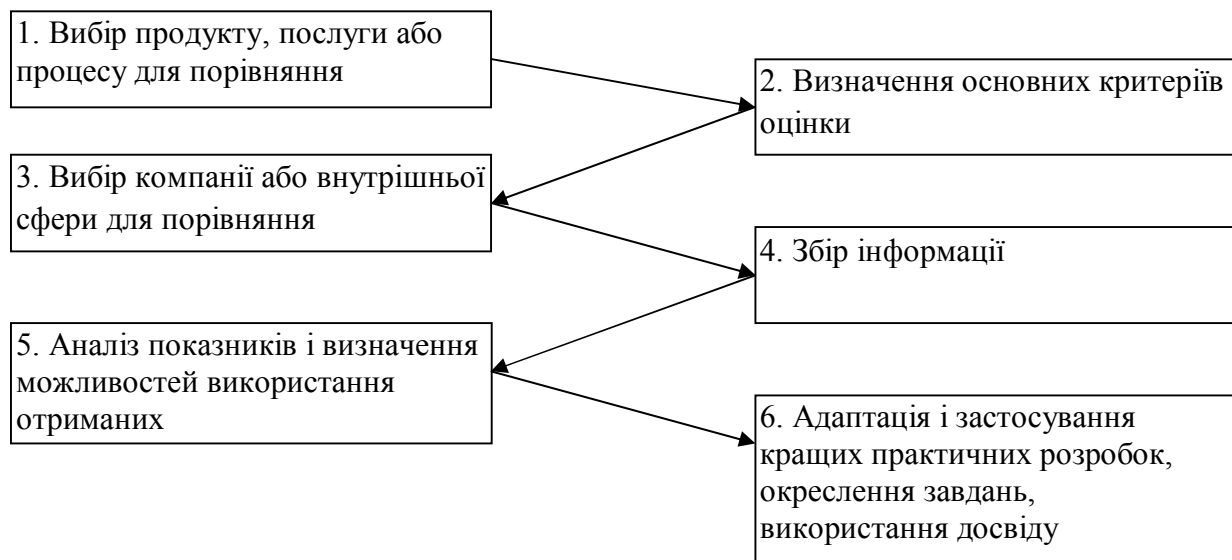 1. Вибір продукту, послуги або
процесу для порівняння
2. Визначення основних критеріїв
оцінки
3. Вибір компанії або внутрішньої
сфери для порівняння
4. Збір інформації
5. Аналіз показників і визначення
можливостей використання
отриманих
6. Адаптація і застосування
кращих практичних розробок,
окреслення завдань,
використання досвіду